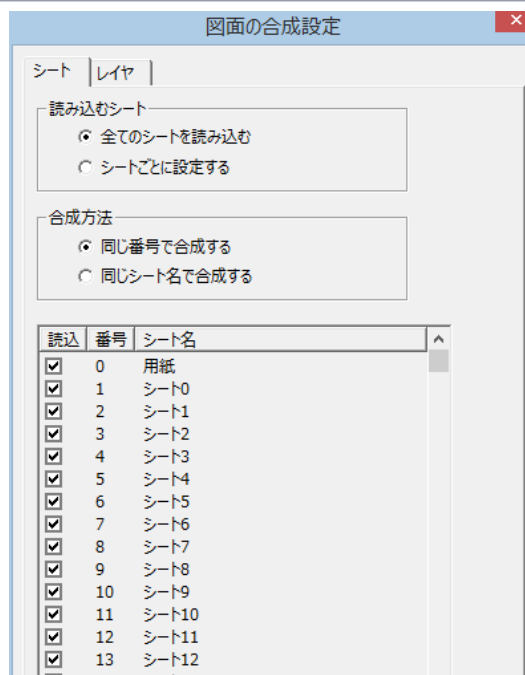 図面の合成設定
シート レイヤ
読み込むシート
全てのシートを読み込む
シートごとに設定する
合成方法
同じ番号で合成する
同じシート名で合成する
読込 番号 シート名
0 用紙
1 シート0
2 シート1
3 シート2
4 シート3
5 シート4
6 シート5
7 シート6
8 シート7
9 シート8
10 シート9
11 シート10
12 シート11
13 シート12